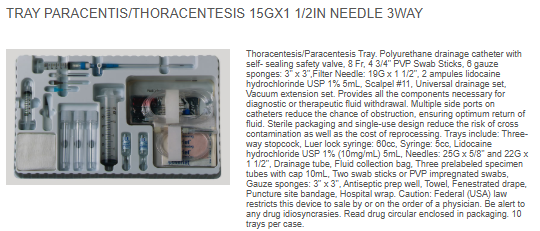 TRAY PARACENTIS/THORACENTESIS 15GX1 1/2IN NEEDLE 3WAY
Thoracentesis/Paracentesis Tray. Polyurethane drainage catheter with
self- sealing safety valve, 8 Fr, 4 3/4" PVP Swab Sticks, 6 gauze
sponges: 3" x 3",Filter Needle: 19G x 1 1/2", 2 ampules lidocaine
hydrochlorinde USP 1% 5mL, Scalpel #11, Universal drainage set,
Vacuum extension set. Provides all the components necessary for
diagnostic or therapeutic fluid withdrawal. Multiple side ports on
catheters reduce the chance of obstruction, ensuring optimum return of
fluid. Sterile packaging and single-use design reduce the risk of cross
contamination as well as the cost of reprocessing. Trays include: Three-
way stopcock, Luer lock syringe: 60cc, Syringe: 5cc, Lidocaine
hydrochloride USP 1% (10mg/mL) 5mL, Needles: 25G x 5/8" and 22G x
1 1/2", Drainage tube, Fluid collection bag, Three prelabeled specimen
tubes with cap 10mL, Two swab sticks or PVP impregnated swabs,
Gauze sponges: 3" x 3", Antiseptic prep well, Towel, Fenestrated drape,
Puncture site bandage, Hospital wrap. Caution: Federal (USA) law
restricts this device to sale by or on the order of a physician. Be alert to
any drug idiosyncrasies. Read drug circular enclosed in packaging. 10
trays per case.